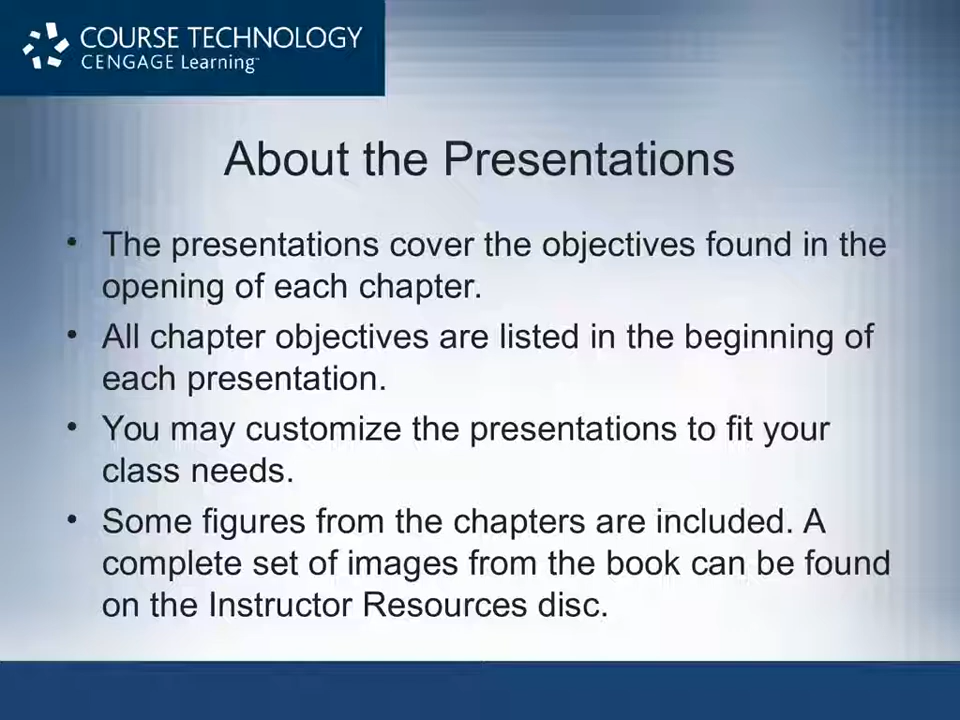 COURSE TECHNOLOGY
CENGAGE Learning™
About the Presentations
• The presentations cover the objectives found in the
opening of each chapter.
• All chapter objectives are listed in the beginning of
each presentation.
• You may customize the presentations to fit your
class needs.
• Some figures from the chapters are included. A
complete set of images from the book can be found
on the Instructor Resources disc.